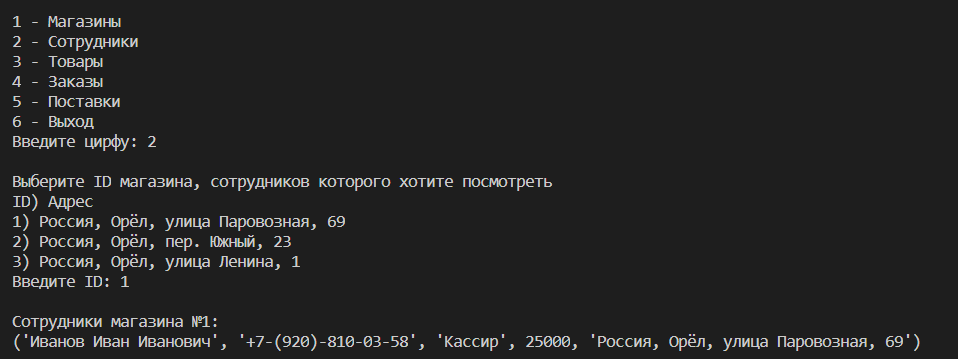 1 - Магазины
2 - Сотрудники
3 - Товары
4 - Заказы
5 - Поставки
6 - Выход
Введите цирфу: 2
Выберите ID магазина, сотрудников которого хотите посмотреть
ID) Адрес
1) Россия, Орёл, улица Паровозная, 69
2) Россия, Орёл, пер. Южный, 23
3) Россия, Орёл, улица Ленина, 1
Введите ID: 1
Сотрудники магазина №1:
('Иванов Иван Иванович', '+7-(920)-810-03-58', 'Кассир', 25000, 'Россия, Орёл, улица Паровозная, 69')